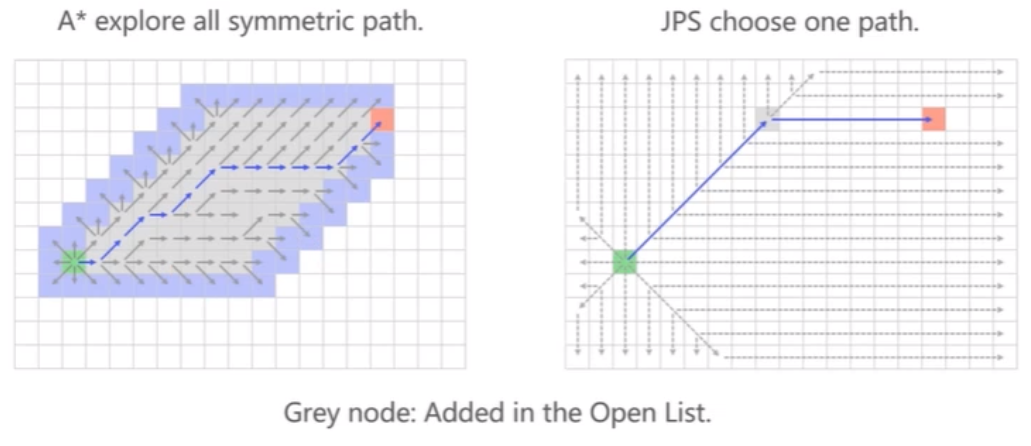 A* explore all symmetric path.
JPS choose one path.
Grey node: Added in the Open List.